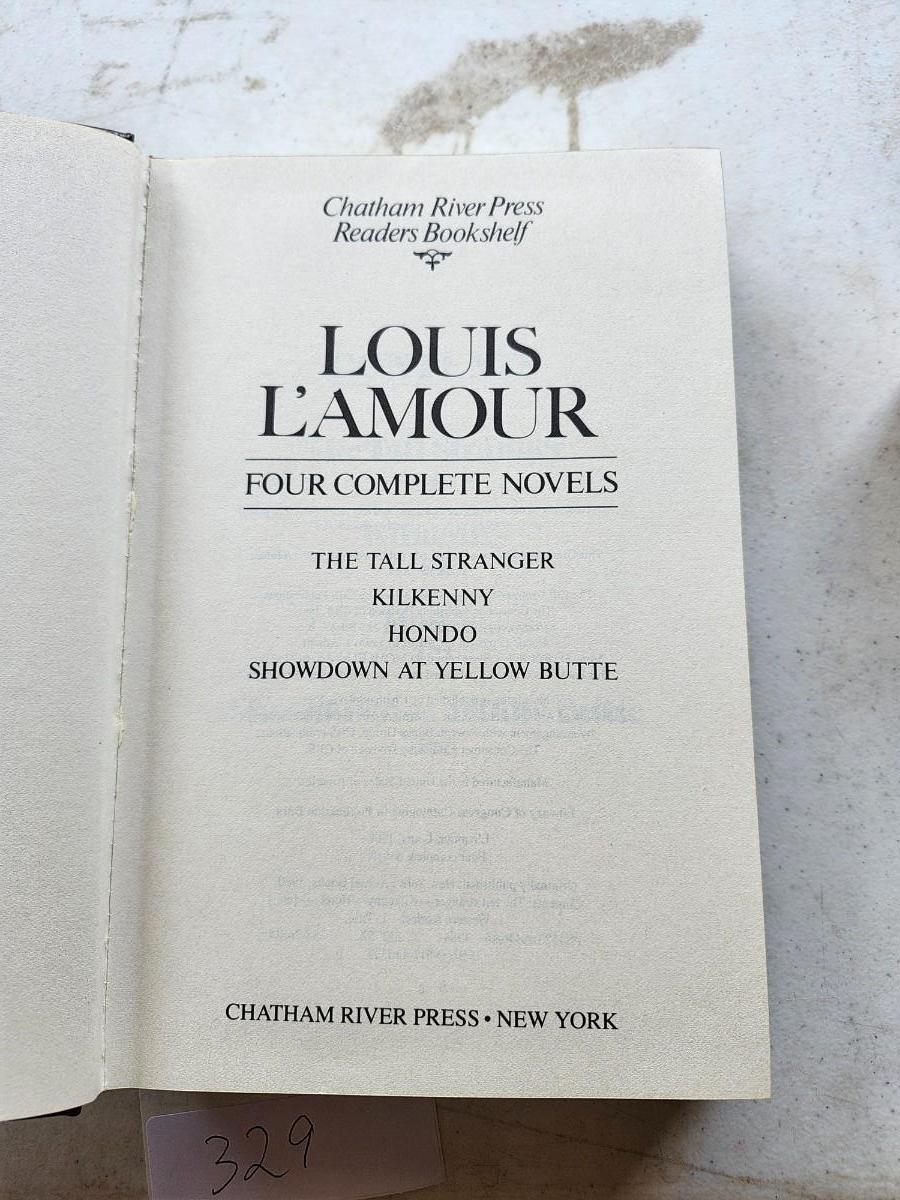 Chatham River Press
Readers Bookshelf
LOUIS
L'AMOUR
FOUR COMPLETE NOVELS
THE TALL STRANGER
KILKENNY
HONDO
SHOWDOWN AT YELLOW BUTTE
CHATHAM RIVER PRESS • NEW YORK
329